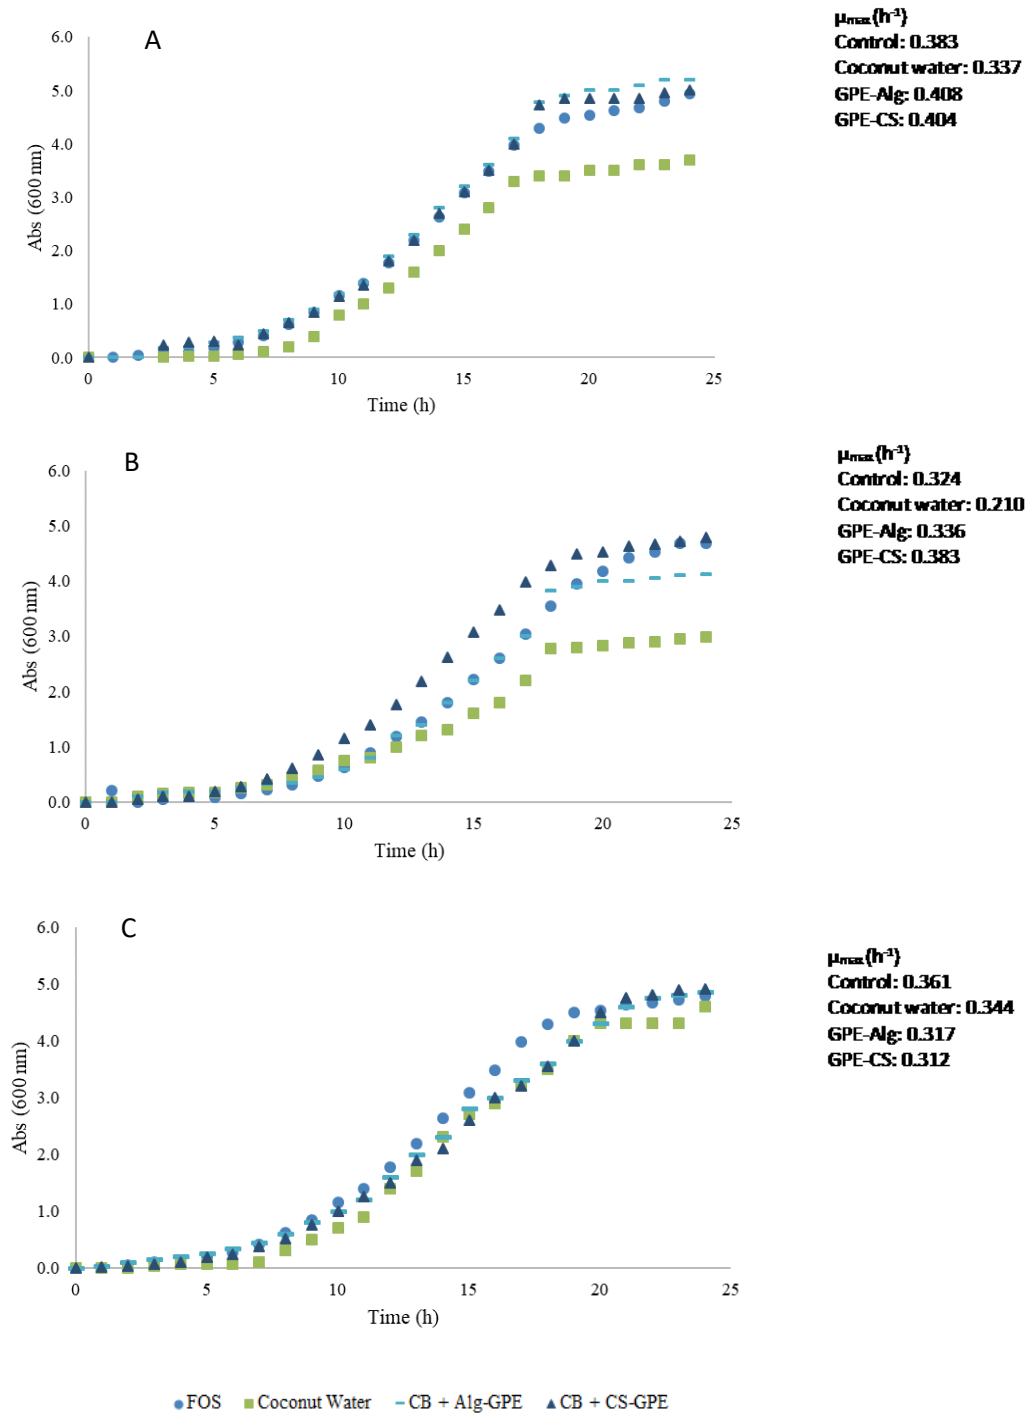 A
μmax (h-1)
Control: 0.383
Coconut water: 0.337
GPE-Alg: 0.408
GPE-CS: 0.404
6.0
5.0
4.0
3.0
2.0
1.0
0.0
Abs (600 nm)
0 5 10 15 20 25
Time (h)
B
μmax (h-1)
Control: 0.324
Coconut water: 0.210
GPE-Alg: 0.336
GPE-CS: 0.383
6.0
5.0
4.0
3.0
2.0
1.0
0.0
Abs (600 nm)
0 5 10 15 20 25
Time (h)
C
μmax (h-1)
Control: 0.361
Coconut water: 0.344
GPE-Alg: 0.317
GPE-CS: 0.312
6.0
5.0
4.0
3.0
2.0
1.0
0.0
Abs (600 nm)
0 5 10 15 20 25
Time (h)
FOS Coconut Water CB + Alg-GPE CB + CS-GPE